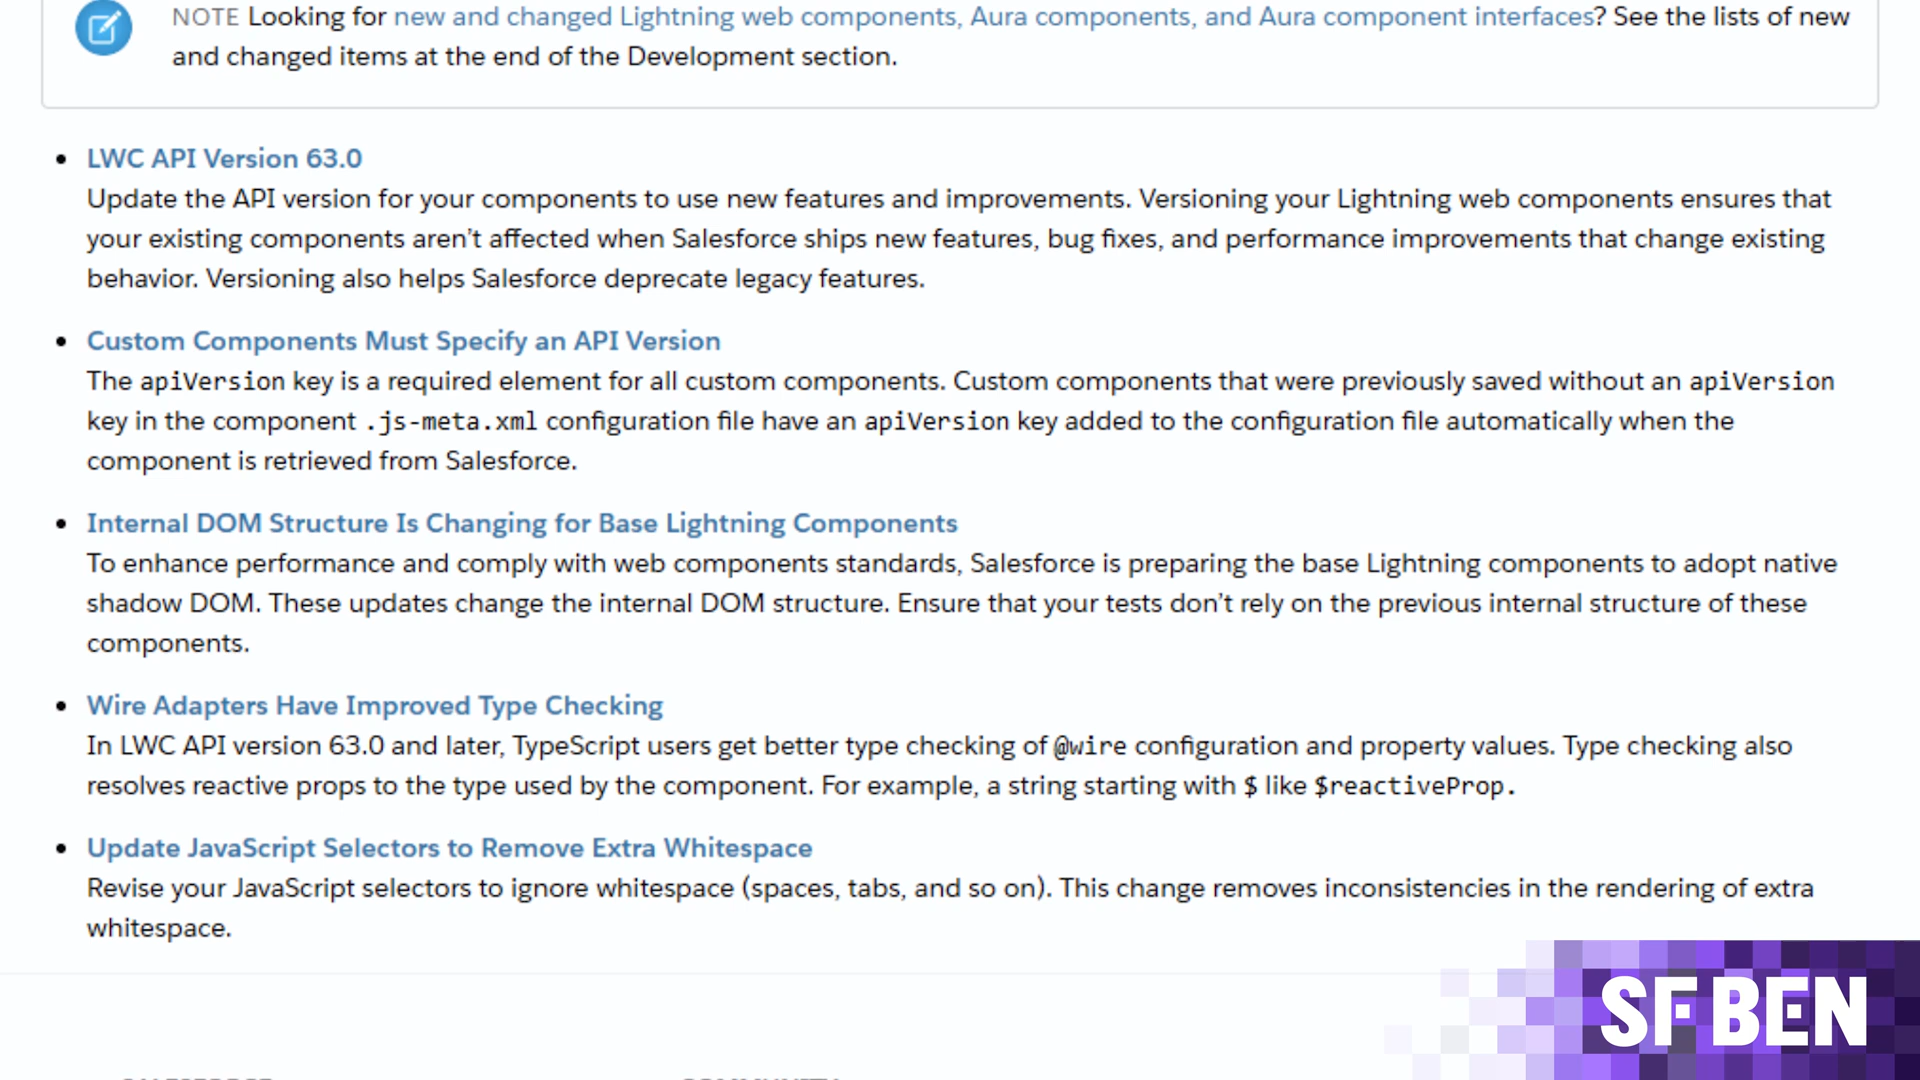 NOTE Looking for new and changed Lightning web components, Aura components, and Aura component interfaces? See the lists of new
and changed items at the end of the Development section.
LWC API Version 63.0
Update the API version for your components to use new features and improvements. Versioning your Lightning web components ensures that
your existing components aren’t affected when Salesforce ships new features, bug fixes, and performance improvements that change existing
behavior. Versioning also helps Salesforce deprecate legacy features.
Custom Components Must Specify an API Version
The apiVersion key is a required element for all custom components. Custom components that were previously saved without an apiVersion
key in the component .js-meta.xml configuration file have an apiVersion key added to the configuration file automatically when the
component is retrieved from Salesforce.
Internal DOM Structure Is Changing for Base Lightning Components
To enhance performance and comply with web components standards, Salesforce is preparing the base Lightning components to adopt native
shadow DOM. These updates change the internal DOM structure. Ensure that your tests don’t rely on the previous internal structure of these
components.
Wire Adapters Have Improved Type Checking
In LWC API version 63.0 and later, TypeScript users get better type checking of @wire configuration and property values. Type checking also
resolves reactive props to the type used by the component. For example, a string starting with $ like $reactiveProp.
Update JavaScript Selectors to Remove Extra Whitespace
Revise your JavaScript selectors to ignore whitespace (spaces, tabs, and so on). This change removes inconsistencies in the rendering of extra
whitespace.
SF BEN